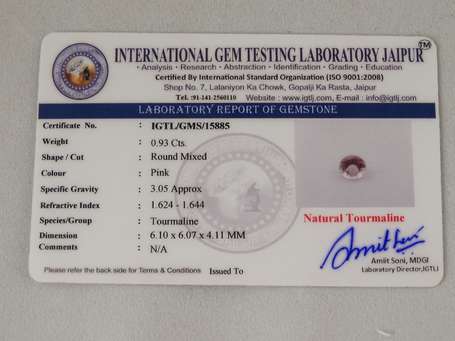 INTERNATIONAL GEM TESTING LABORATORY JAIPUR TM
- Analysis - Research - Abstraction - Identification - Grading - Education
Certified By International Standard Organization (ISO 9001:2008)
Shop No. 7, Lalaniyon Ka Chowk, Gopalji Ka Rasta, Jaipur
Tel. :91-141-2560110 Website : www.igtlj.com, E-mail : info@igtlj.com
LABORATORY REPORT OF GEMSTONE
Certificate No. : IGTL/GMS/15885
Weight : 0.93 Cts.
Shape / Cut : Round Mixed
Colour : Pink
Specific Gravity : 3.05 Approx
Refractive Index : 1.624 - 1.644
Species/Group : Tourmaline
Dimension : 6.10 x 6.07 x 4.11 MM
Comments : N/A
Natural Tourmaline
Amit Soni
Amiit Soni, MDGI
Laboratory Director,IGTLJ
Please refer the back side for Terms & Conditions Issued To